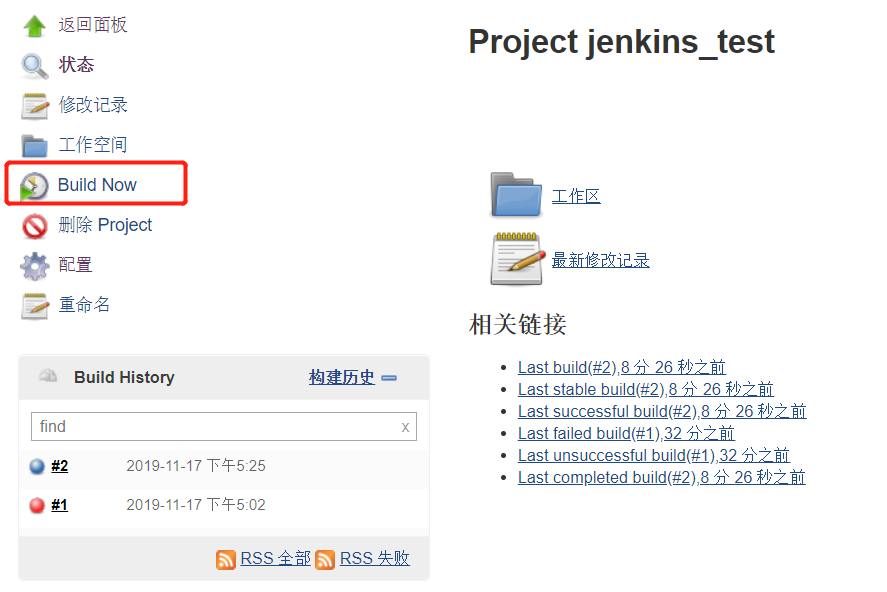 返回面板
状态
修改记录
工作空间
Build Now
删除 Project
配置
重命名
Build History 构建历史
find x
#2 2019-11-17 下午5:25
#1 2019-11-17 下午5:02
RSS 全部 RSS 失败
Project jenkins_test
工作区
最新修改记录
相关链接
Last build(#2),8 分 26 秒之前
Last stable build(#2),8 分 26 秒之前
Last successful build(#2),8 分 26 秒之前
Last failed build(#1),32 分之前
Last unsuccessful build(#1),32 分之前
Last completed build(#2),8 分 26 秒之前